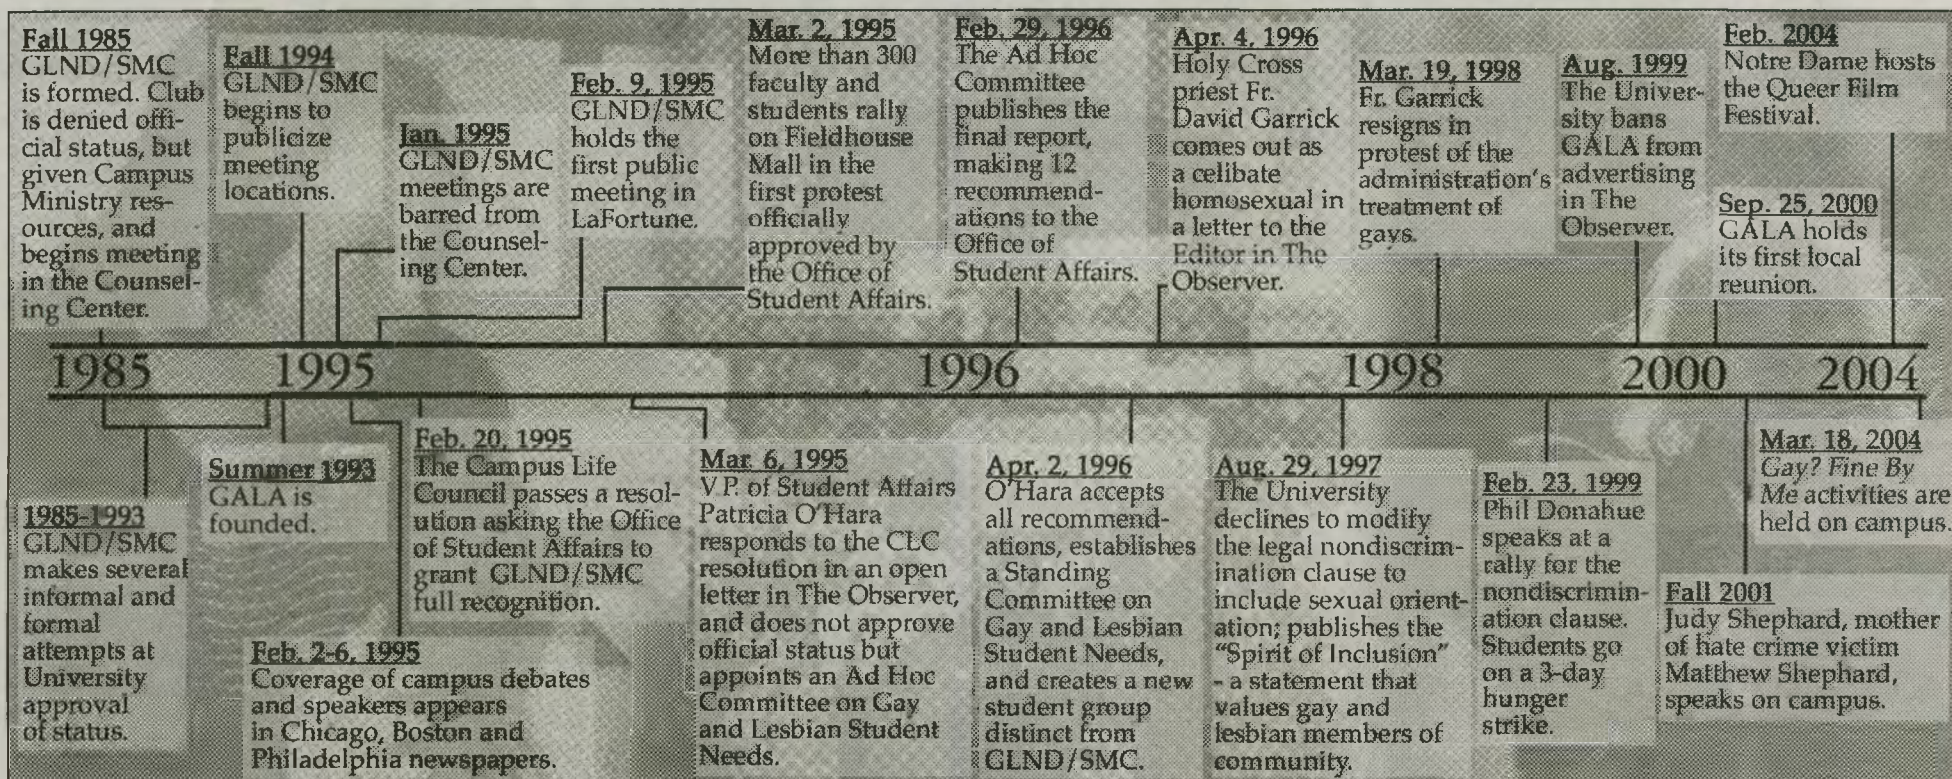 Fall 1985
GLND/SMC
is formed. Club
is denied offi-
cial status, but
given Campus
Ministry res-
ources, and
begins meeting
in the Counsel-
ing Center.
Fall 1994
GLND/SMC
begins to
publicize
meeting
locations.
Jan. 1995
GLND/SMC
meetings are
barred from
the Counsel-
ing Center.
Feb. 9, 1995
GLND/SMC
holds the
first public
meeting in
LaFortune.
Mar. 2, 1995
More than 300
faculty and
students rally
on Fieldhouse
Mall in the
first protest
officially
approved by
the Office of
Student Affairs.
Feb. 29, 1996
The Ad Hoc
Committee
publishes the
final report,
making 12
recommend-
ations to the
Office of
Student Affairs.
Apr. 4, 1996
Holy Cross
priest Fr.
David Garrick
comes out as
a celibate
homosexual in
a letter to the
Editor in The
Observer.
Mar. 19, 1998
Fr. Garrick
resigns in
protest of the
administration's
treatment of
gays.
Aug. 1999
The Univer-
sity bans
GALA from
advertising
in The
Observer.
Feb. 2004
Notre Dame hosts
the Queer Film
Festival.
Sep. 25, 2000
GALA holds
its first local
reunion.
1985 1995 1996 1998 2000 2004
1985-1993
GLND/SMC
makes several
informal and
formal
attempts at
University
approval
of status.
Summer 1993
GALA is
founded.
Feb. 2-6, 1995
Coverage of campus debates
and speakers appears
in Chicago, Boston and
Philadelphia newspapers.
Feb. 20, 1995
The Campus Life
Council passes a resol-
ution asking the Office
of Student Affairs to
grant GLND/SMC
full recognition.
Mar. 6, 1995
V.P. of Student Affairs
Patricia O'Hara
responds to the CLC
resolution in an open
letter in The Observer,
and does not approve
official status but
appoints an Ad Hoc
Committee on Gay
and Lesbian Student
Needs.
Apr. 2, 1996
O'Hara accepts
all recommend-
ations, establishes
a Standing
Committee on
Gay and Lesbian
Student Needs,
and creates a new
student group
distinct from
GLND/SMC.
Aug. 29, 1997
The University
declines to modify
the legal nondiscrim-
ination clause to
include sexual orient-
ation; publishes the
"Spirit of Inclusion"
- a statement that
values gay and
lesbian members of
community.
Feb. 23, 1999
Phil Donahue
speaks at a
rally for the
nondiscrimin-
ation clause.
Students go
on a 3-day
hunger
strike.
Fall 2001
Judy Shephard, mother
of hate crime victim
Matthew Shephard,
speaks on campus.
Mar. 18, 2004
Gay? Fine By
Me activities are
held on campus.